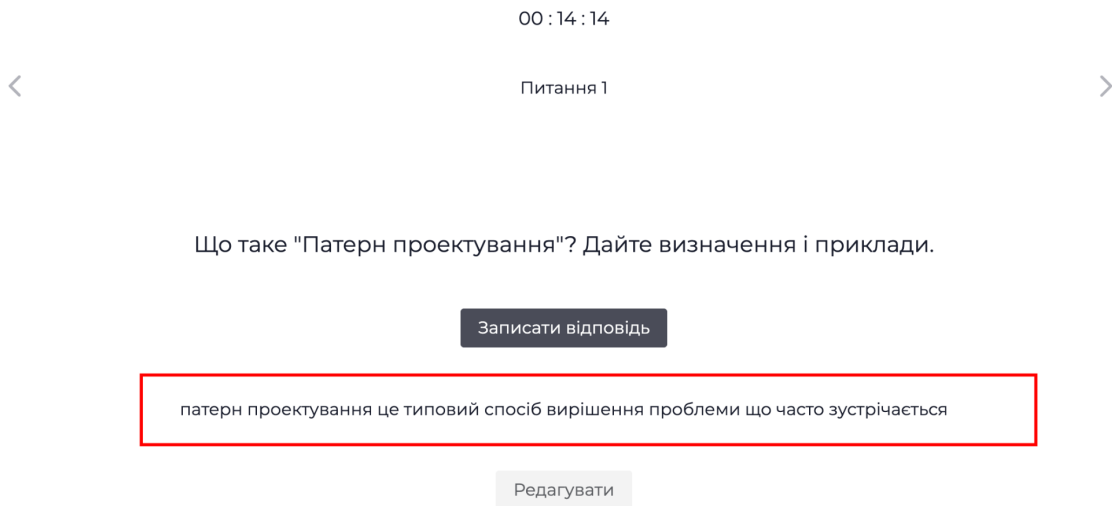 00 : 14 : 14
Питання 1
Що таке "Патерн проектування"? Дайте визначення і приклади.
Записати відповідь
патерн проектування це типовий спосіб вирішення проблеми що часто зустрічається
Редагувати